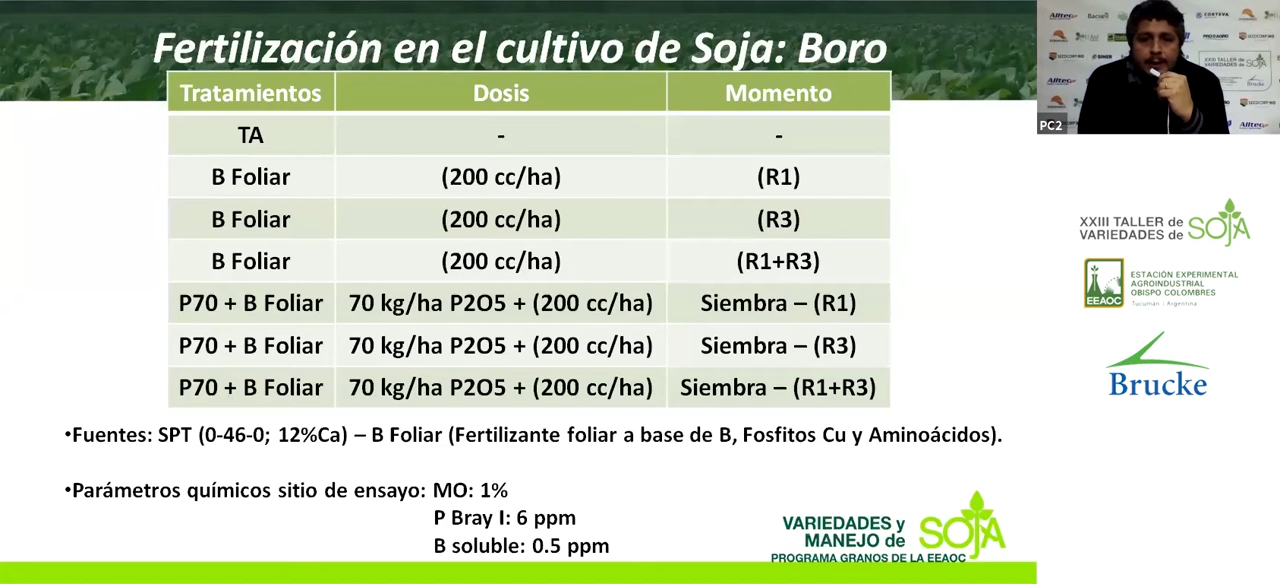 Fertilización en el cultivo de Soja: Boro
Tratamientos Dosis Momento
TA - -
B Foliar (200 cc/ha) (R1)
B Foliar (200 cc/ha) (R3)
B Foliar (200 cc/ha) (R1+R3)
P70 + B Foliar 70 kg/ha P2O5 + (200 cc/ha) Siembra – (R1)
P70 + B Foliar 70 kg/ha P2O5 + (200 cc/ha) Siembra – (R3)
P70 + B Foliar 70 kg/ha P2O5 + (200 cc/ha) Siembra – (R1+R3)
•Fuentes: SPT (0-46-0; 12%Ca) – B Foliar (Fertilizante foliar a base de B, Fosfitos Cu y Aminoácidos).
•Parámetros químicos sitio de ensayo: MO: 1%
P Bray I: 6 ppm
B soluble: 0.5 ppm
VARIEDADES y
MANEJO de SOJA
PROGRAMA GRANOS DE LA EEAOC
PC2
XXIII TALLER de
VARIEDADES de SOJA
EEAOC
ESTACIÓN EXPERIMENTAL
AGROINDUSTRIAL
OBISPO COLOMBRES
Tucumán | Argentina
Brucke